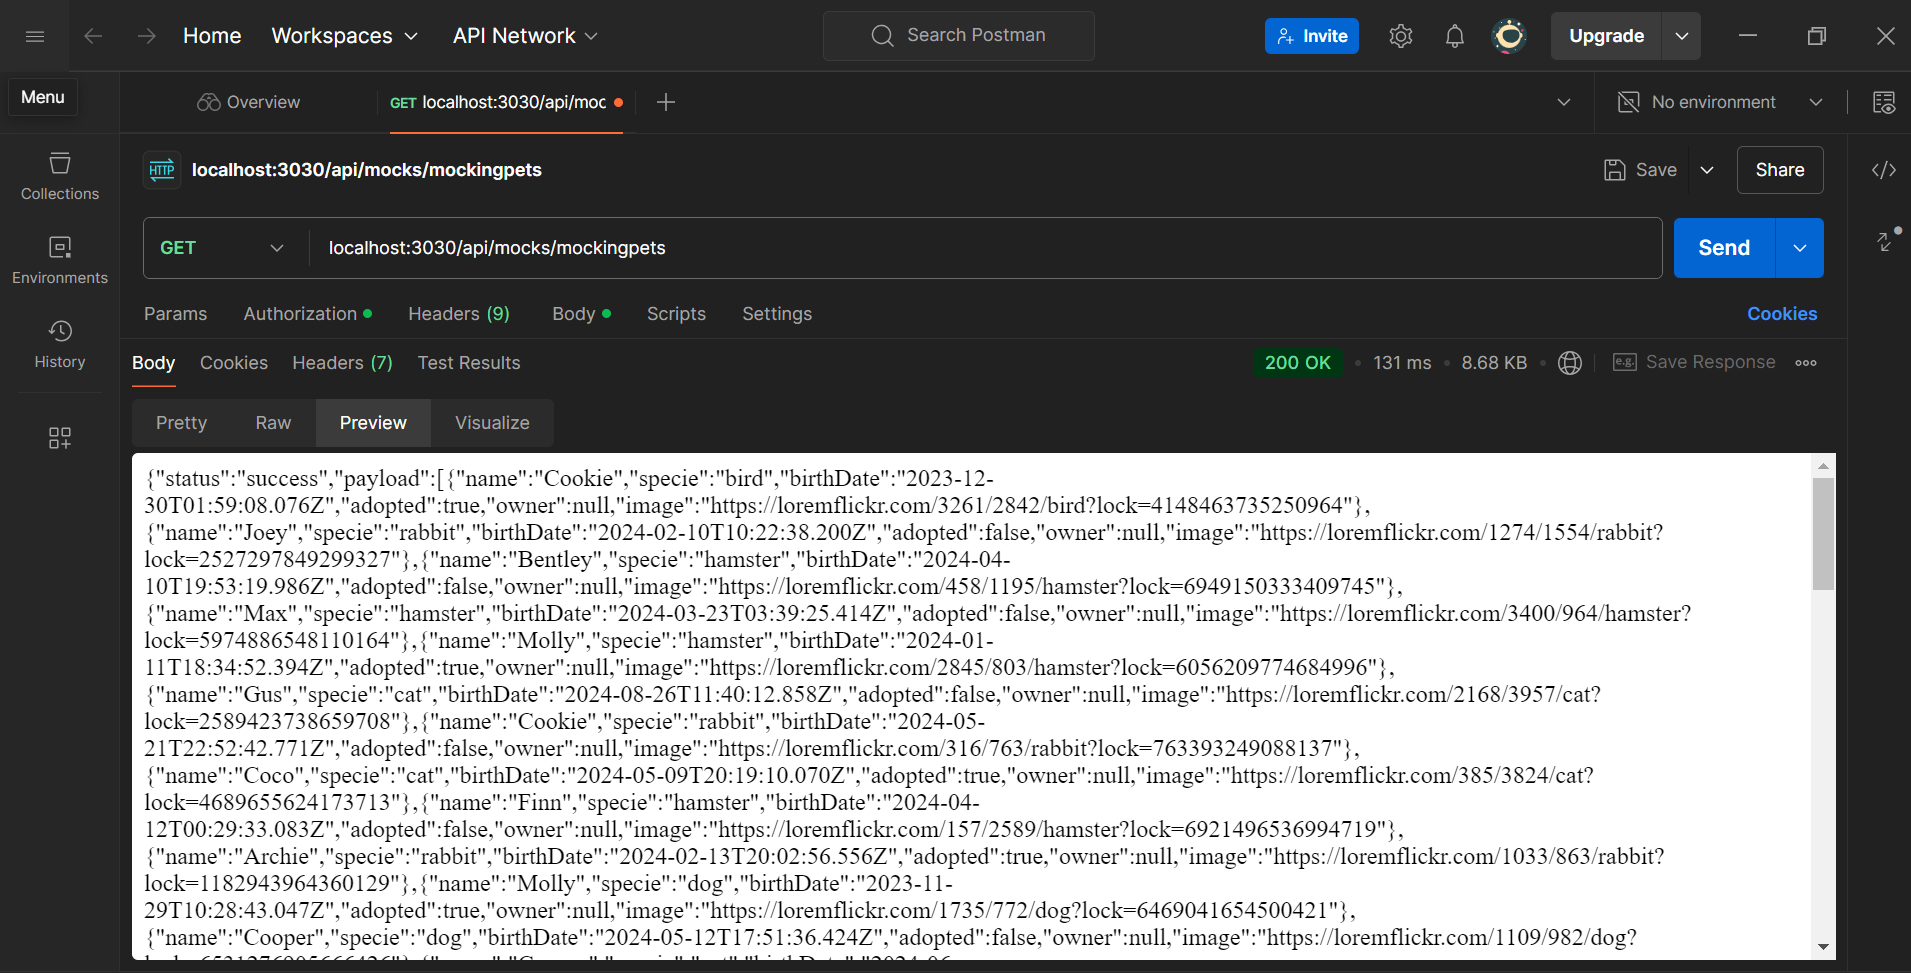 Home Workspaces API Network Search Postman Invite Upgrade
Menu
Overview GET localhost:3030/api/moc No environment
HTTP localhost:3030/api/mocks/mockingpets Save Share
Collections
GET localhost:3030/api/mocks/mockingpets Send
Environments
Params Authorization Headers (9) Body Scripts Settings Cookies
History
Body Cookies Headers (7) Test Results 200 OK 131 ms 8.68 KB e.g. Save Response
Pretty Raw Preview Visualize
{"status":"success","payload":[{"name":"Cookie","specie":"bird","birthDate":"2023-12-
30T01:59:08.076Z","adopted":true,"owner":null,"image":"https://loremflickr.com/3261/2842/bird?lock=4148463735250964"},
{"name":"Joey","specie":"rabbit","birthDate":"2024-02-10T10:22:38.200Z","adopted":false,"owner":null,"image":"https://loremflickr.com/1274/1554/rabbit?
lock=2527297849299327"},{"name":"Bentley","specie":"hamster","birthDate":"2024-04-
10T19:53:19.986Z","adopted":false,"owner":null,"image":"https://loremflickr.com/458/1195/hamster?lock=6949150333409745"},
{"name":"Max","specie":"hamster","birthDate":"2024-03-23T03:39:25.414Z","adopted":false,"owner":null,"image":"https://loremflickr.com/3400/964/hamster?
lock=5974886548110164"},{"name":"Molly","specie":"hamster","birthDate":"2024-01-
11T18:34:52.394Z","adopted":true,"owner":null,"image":"https://loremflickr.com/2845/803/hamster?lock=6056209774684996"},
{"name":"Gus","specie":"cat","birthDate":"2024-08-26T11:40:12.858Z","adopted":false,"owner":null,"image":"https://loremflickr.com/2168/3957/cat?
lock=2589423738659708"},{"name":"Cookie","specie":"rabbit","birthDate":"2024-05-
21T22:52:42.771Z","adopted":false,"owner":null,"image":"https://loremflickr.com/316/763/rabbit?lock=763393249088137"},
{"name":"Coco","specie":"cat","birthDate":"2024-05-09T20:19:10.070Z","adopted":true,"owner":null,"image":"https://loremflickr.com/385/3824/cat?
lock=4689655624173713"},{"name":"Finn","specie":"hamster","birthDate":"2024-04-
12T00:29:33.083Z","adopted":false,"owner":null,"image":"https://loremflickr.com/157/2589/hamster?lock=6921496536994719"},
{"name":"Archie","specie":"rabbit","birthDate":"2024-02-13T20:02:56.556Z","adopted":true,"owner":null,"image":"https://loremflickr.com/1033/863/rabbit?
lock=1182943964360129"},{"name":"Molly","specie":"dog","birthDate":"2023-11-
29T10:28:43.047Z","adopted":true,"owner":null,"image":"https://loremflickr.com/1735/772/dog?lock=6469041654500421"},
{"name":"Cooper","specie":"dog","birthDate":"2024-05-12T17:51:36.424Z","adopted":false,"owner":null,"image":"https://loremflickr.com/1109/982/dog?